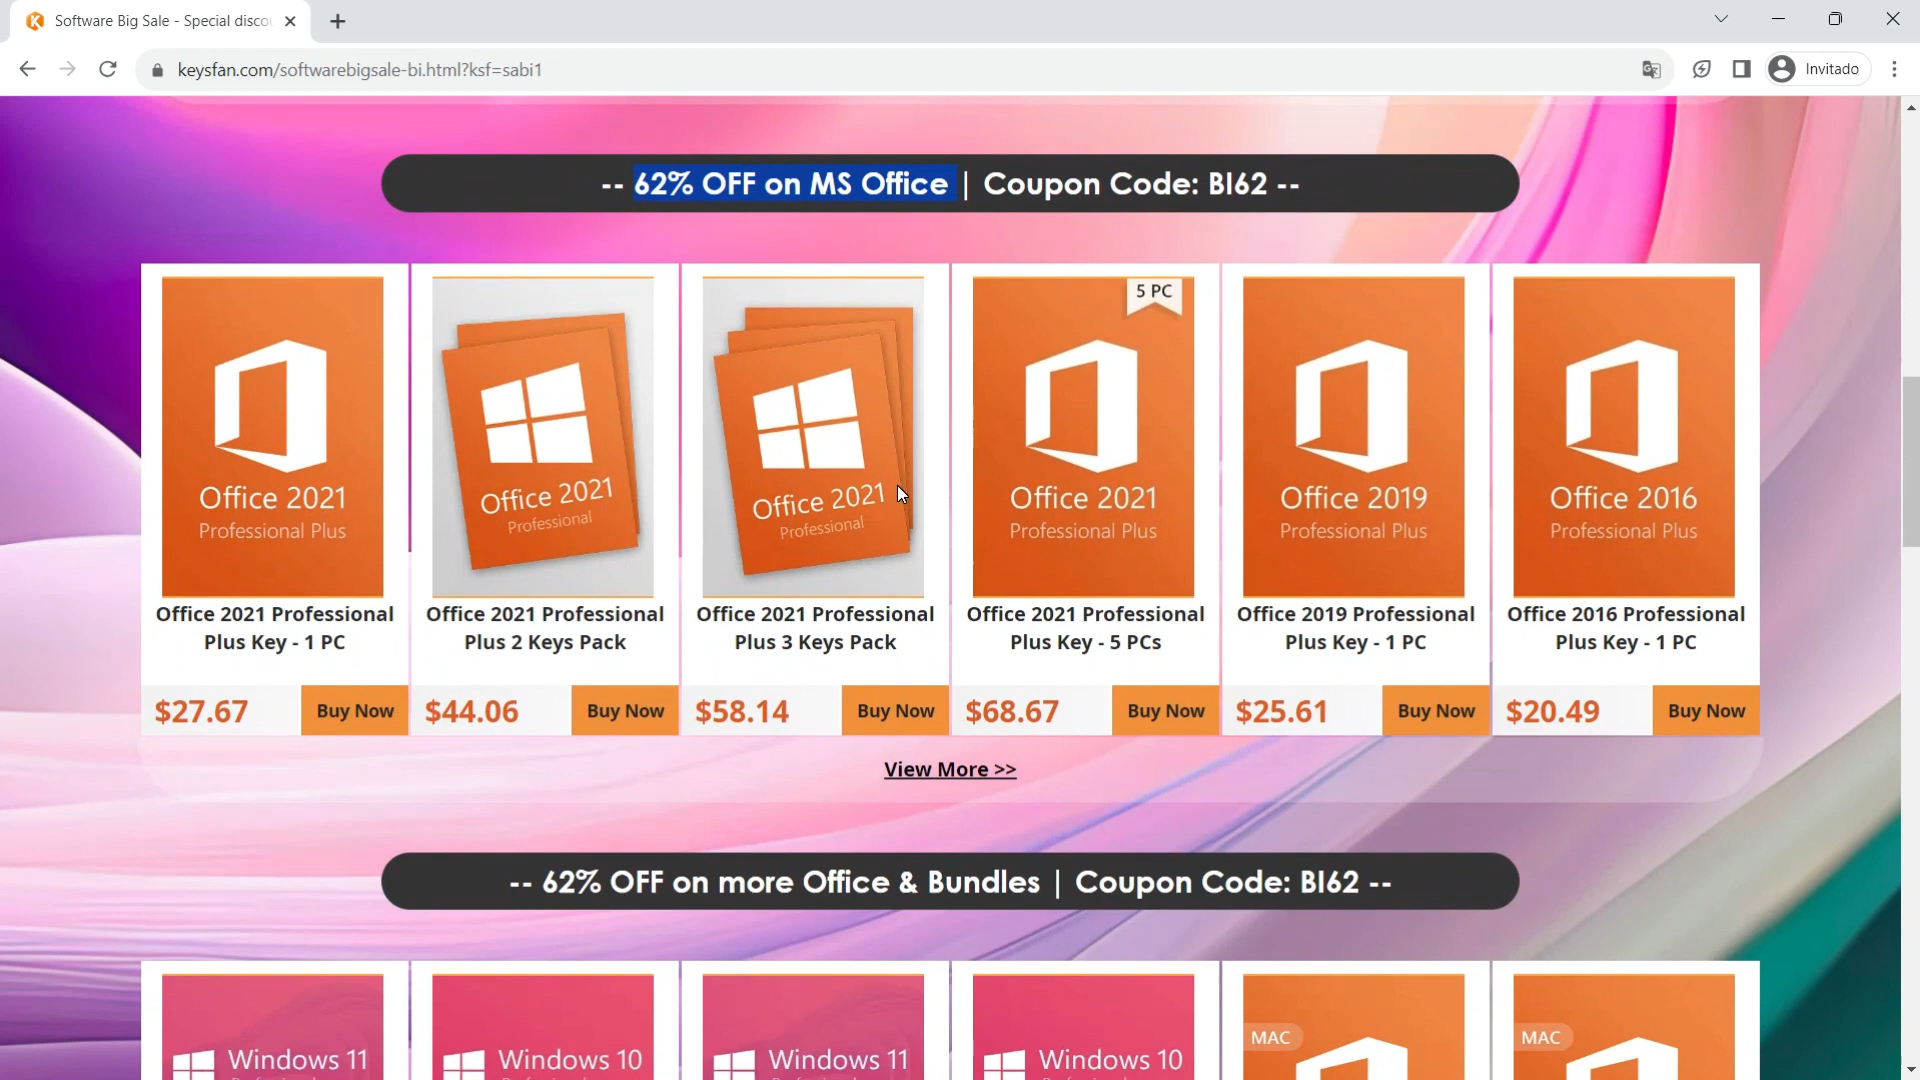 Software Big Sale - Special disco
keysfan.com/softwarebigsale-bi.html?ksf=sabi1
Invitado
-- 62% OFF on MS Office | Coupon Code: BI62 --
Office 2021
Professional Plus
Office 2021 Professional
Plus Key - 1 PC
$27.67
Buy Now
Office 2021
Professional
Office 2021 Professional
Plus 2 Keys Pack
$44.06
Buy Now
Office 2021
Professional
Office 2021 Professional
Plus 3 Keys Pack
$58.14
Buy Now
5 PC
Office 2021
Professional Plus
Office 2021 Professional
Plus Key - 5 PCs
$68.67
Buy Now
Office 2019
Professional Plus
Office 2019 Professional
Plus Key - 1 PC
$25.61
Buy Now
Office 2016
Professional Plus
Office 2016 Professional
Plus Key - 1 PC
$20.49
Buy Now
View More >>
-- 62% OFF on more Office & Bundles | Coupon Code: BI62 --
Windows 11
Windows 10
Windows 11
Windows 10
MAC
MAC